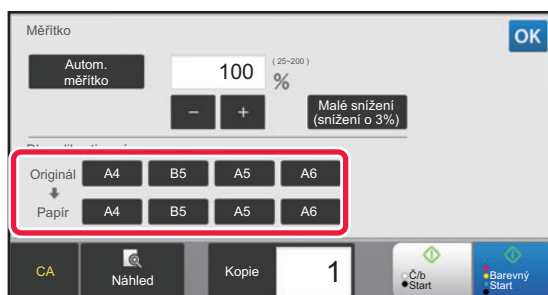 Měřítko
OK
Autom.
měřítko
100
(25~200)
%
−
+
Malé snížení
(snížení o 3%)
Originál
A4
B5
A5
A6
Papír
A4
B5
A5
A6
CA
Náhled
Kopie
1
Č/b
Start
Barevný
Start